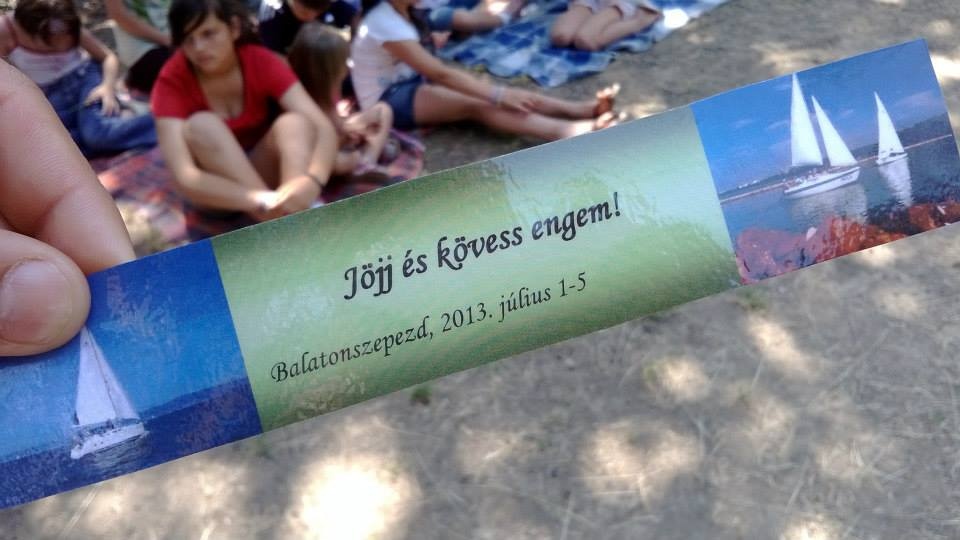 Jöjj és kövess engem!
Balatonszepezd, 2013. július 1-5